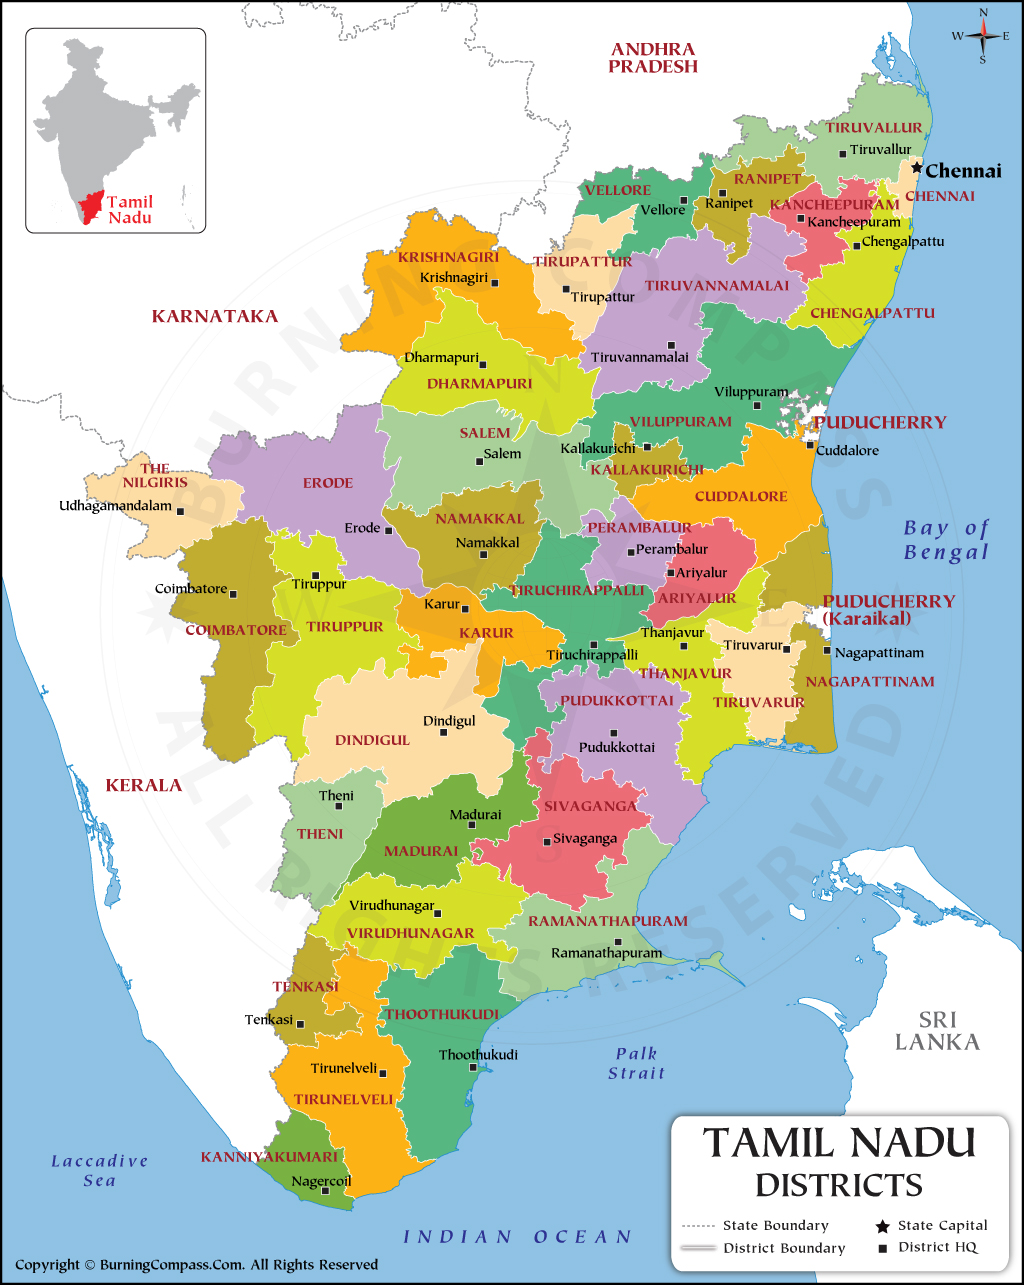 N
W
E
S
ANDHRA
PRADESH
Tamil
Nadu
TIRUVALLUR
Tiruvallur
Chennai
CHENNAI
VELLORE
Vellore
RANIPET
Ranipet
KANCHEEPURAM
Kancheepuram
Chengalpattu
CHENGALPATTU
KRISHNAGIRI
Krishnagiri
TIRUPATTUR
Tirupattur
TIRUVANNAMALAI
Tiruvannamalai
KARNATAKA
Dharmapuri
DHARMAPURI
Viluppuram
VILUPPURAM
PUDUCHERRY
Cuddalore
CUDDALORE
SALEM
Salem
Kallakurichi
KALLAKURICHI
THE
NILGIRIS
Udhagamandalam
ERODE
Erode
NAMAKKAL
Namakkal
PERAMBALUR
Perambalur
Ariyalur
ARIYALUR
Bay of
Bengal
Coimbatore
COIMBATORE
Tiruppur
TIRUPPUR
Karur
KARUR
TIRUCHIRAPPALLI
Tiruchirappalli
PUDUCHERRY
(Karaikal)
Thanjavur
THANJAVUR
Tiruvarur
TIRUVARUR
Nagapattinam
NAGAPATTINAM
PUDUKKOTTAI
Pudukkottai
Dindigul
DINDIGUL
KERALA
Theni
THENI
Madurai
MADURAI
SIVAGANGA
Sivaganga
Virudhunagar
VIRUDHUNAGAR
RAMANATHAPURAM
Ramanathapuram
TENKASI
Tenkasi
THOOTHUKUDI
Thoothukudi
Tirunelveli
TIRUNELVELI
KANNIYAKUMARI
Nagercoil
SRI
LANKA
Palk
Strait
Laccadive
Sea
INDIAN OCEAN
TAMIL NADU
DISTRICTS
State Boundary
State Capital
District Boundary
District HQ
Copyright © BurningCompass.Com. All Rights Reserved
BURNING COMPASS
ALL RIGHTS RESERVED
N
W
E
S